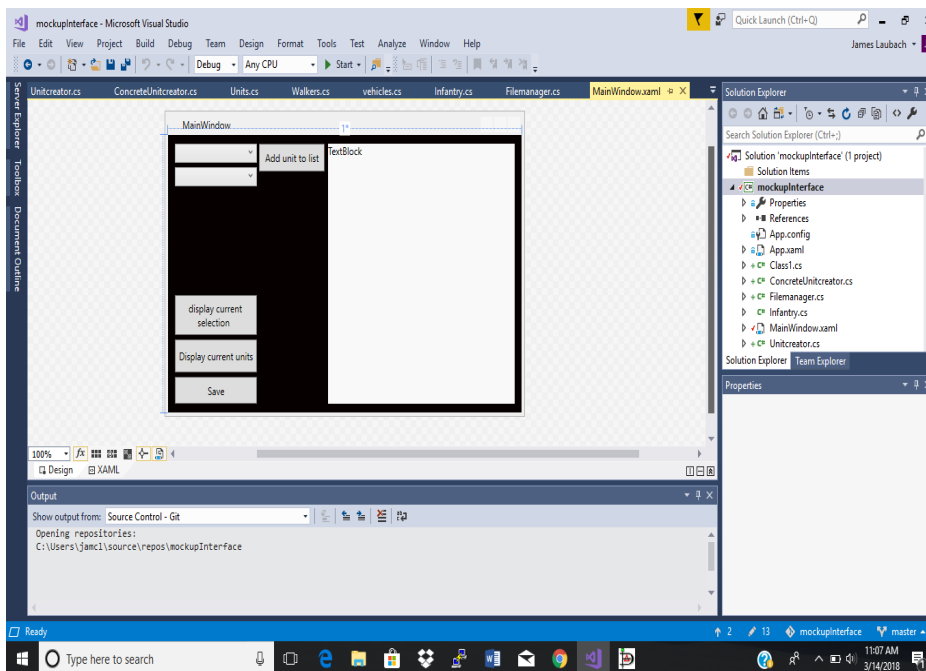 mockupInterface - Microsoft Visual Studio
Quick Launch (Ctrl+Q)
File Edit View Project Build Debug Team Design Format Tools Test Analyze Window Help
James Laubach
Debug Any CPU Start
Server Explorer
Toolbox
Document Outline
Unitcreator.cs ConcreteUnitcreator.cs Units.cs Walkers.cs vehicles.cs Infantry.cs Filemanager.cs MainWindow.xaml
MainWindow
1*
Add unit to list
TextBlock
display current
selection
Display current units
Save
100%
fx
Design XAML
Solution Explorer
Search Solution Explorer (Ctrl+;)
Solution 'mockupInterface' (1 project)
Solution Items
C# mockupInterface
Properties
References
App.config
App.xaml
C# Class1.cs
C# ConcreteUnitcreator.cs
C# Filemanager.cs
C# Infantry.cs
MainWindow.xaml
C# Unitcreator.cs
Solution Explorer Team Explorer
Properties
Output
Show output from: Source Control - Git
Opening repositories:
C:\Users\jamcl\source\repos\mockupInterface
Ready
2 13 mockupInterface master
Type here to search
11:07 AM
3/14/2018